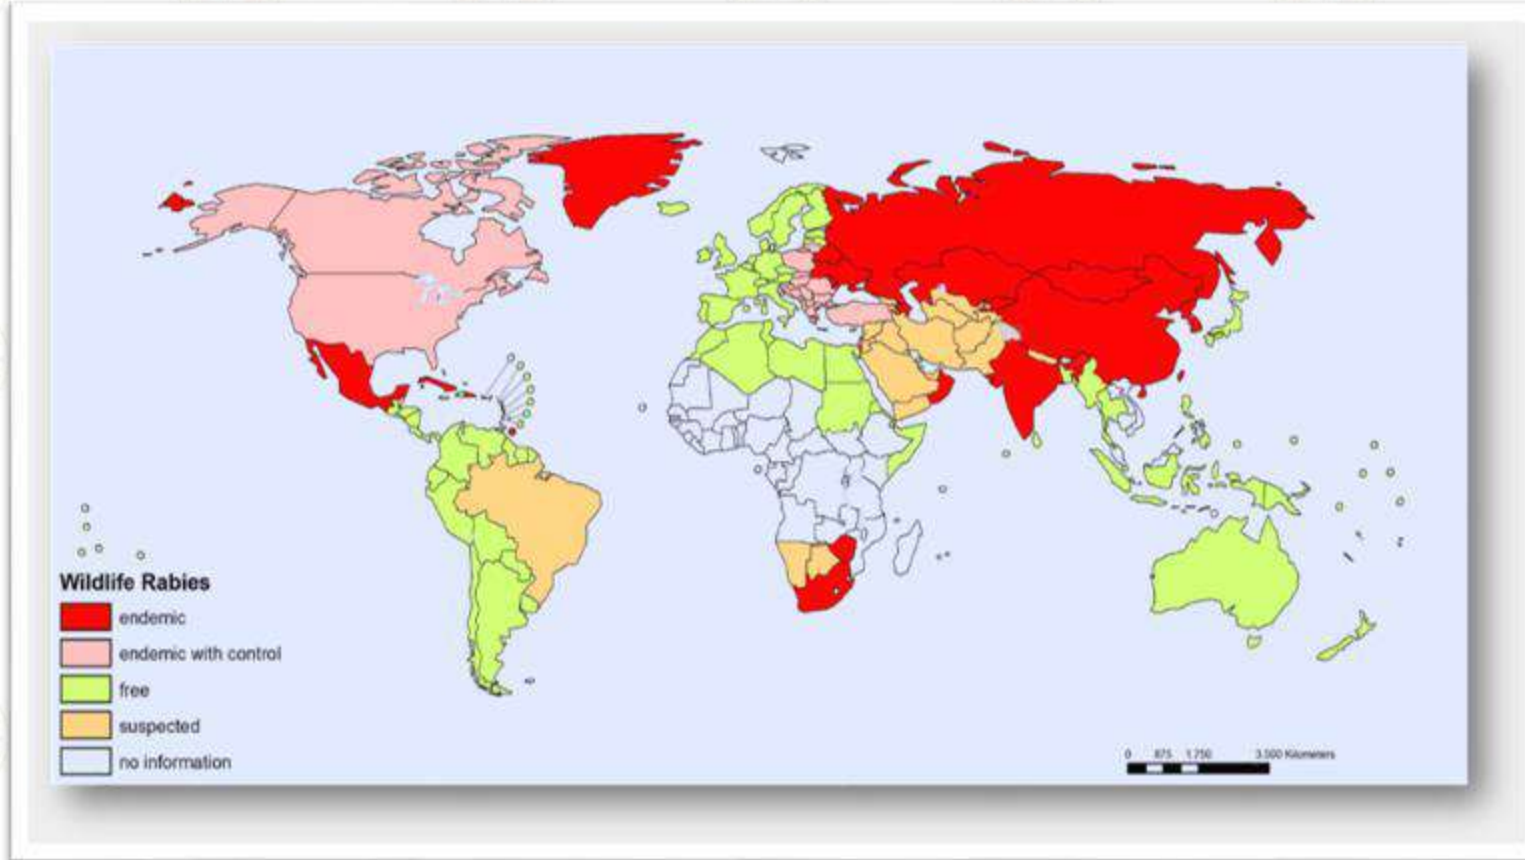 Wildlife Rabies
endemic
endemic with control
free
suspected
no information
0 875 1.750 3.500 Kilometers